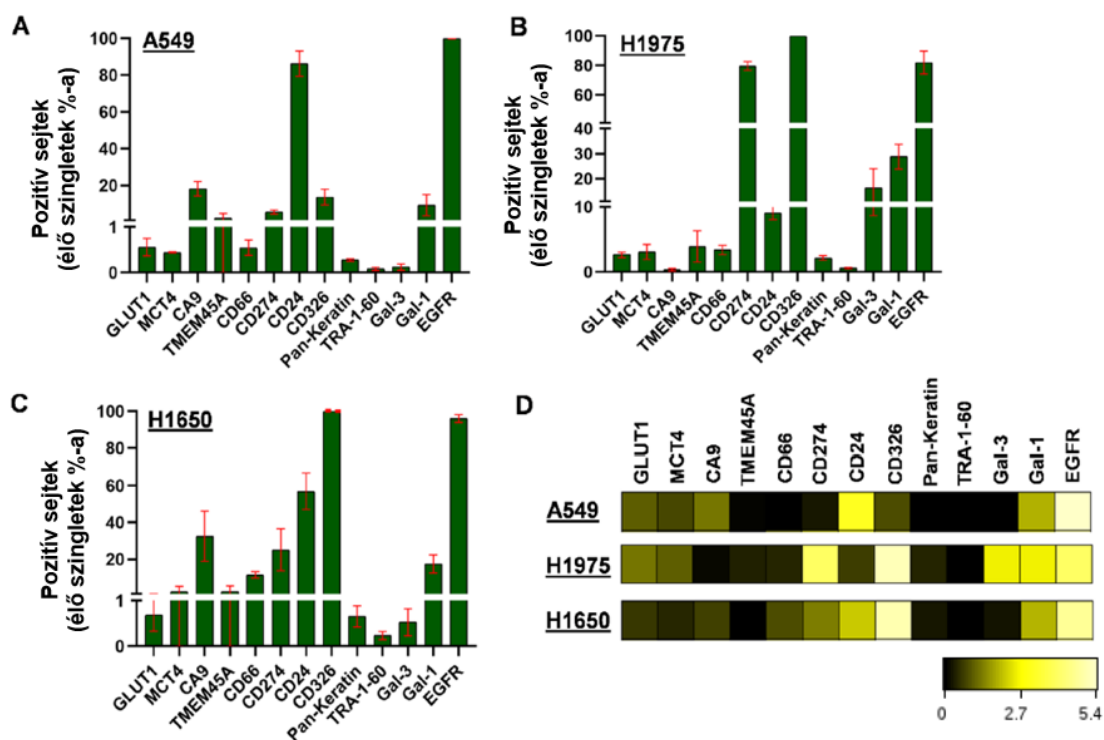 A
A549
Pozitív sejtek
(élő szingletek %-a)
100
80
60
40
20
1
0
GLUT1
MCT4
CA9
TMEM45A
CD66
CD274
CD24
CD326
Pan-Keratin
TRA-1-60
Gal-3
Gal-1
EGFR
B
H1975
Pozitív sejtek
(élő szingletek %-a)
100
80
60
40
40
20
10
0
GLUT1
MCT4
CA9
TMEM45A
CD66
CD274
CD24
CD326
Pan-Keratin
TRA-1-60
Gal-3
Gal-1
EGFR
C
H1650
Pozitív sejtek
(élő szingletek %-a)
100
80
60
40
20
1
0
GLUT1
MCT4
CA9
TMEM45A
CD66
CD274
CD24
CD326
Pan-Keratin
TRA-1-60
Gal-3
Gal-1
EGFR
D
GLUT1
MCT4
CA9
TMEM45A
CD66
CD274
CD24
CD326
Pan-Keratin
TRA-1-60
Gal-3
Gal-1
EGFR
A549
H1975
H1650
0 2.7 5.4